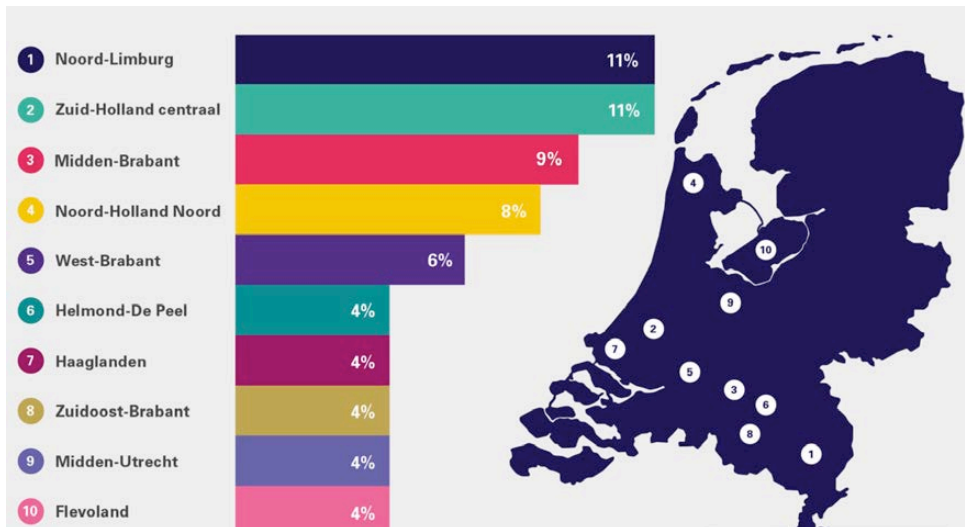 1 Noord-Limburg 11%
2 Zuid-Holland centraal 11%
3 Midden-Brabant 9%
4 Noord-Holland Noord 8%
5 West-Brabant 6%
6 Helmond-De Peel 4%
7 Haaglanden 4%
8 Zuidoost-Brabant 4%
9 Midden-Utrecht 4%
10 Flevoland 4%
4
10
9
2
7
5
3
6
8
1